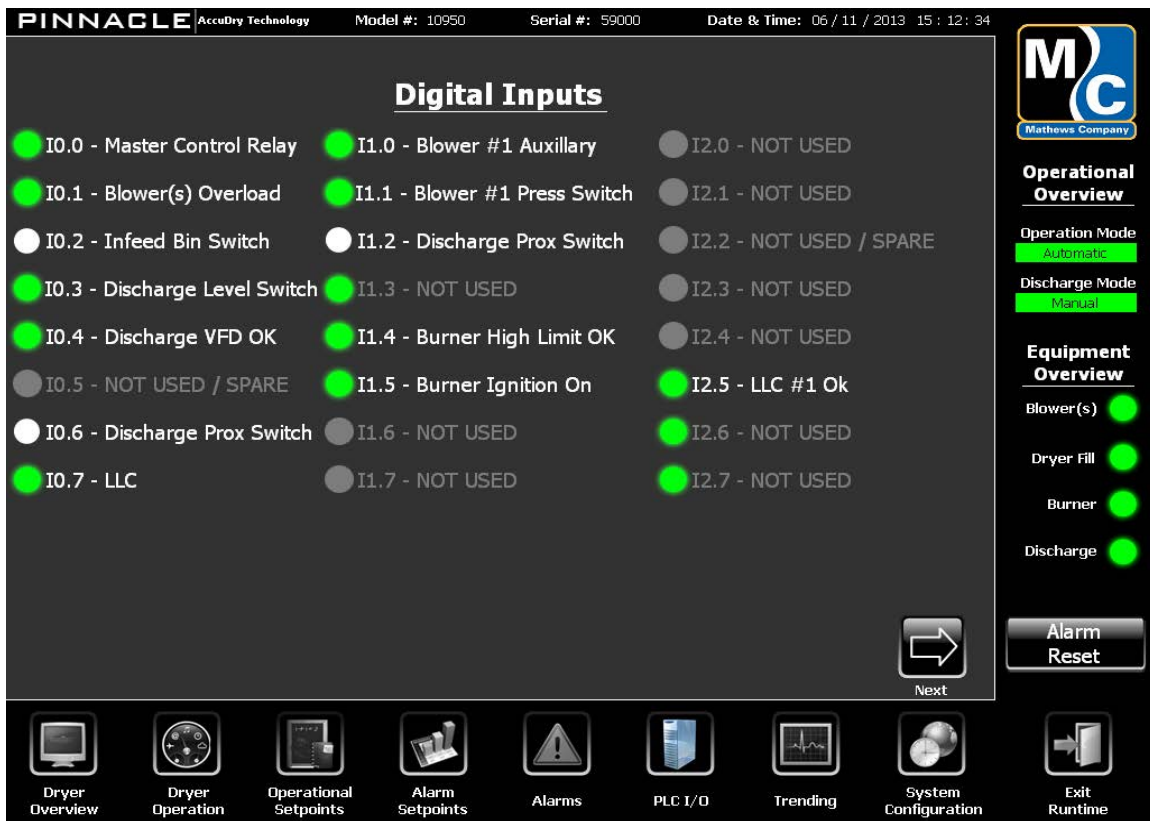 PINNACLE AccuDry Technology Model #: 10950 Serial #: 59000 Date & Time: 06 / 11 / 2013 15 : 12 : 34
MC
Mathews Company
Digital Inputs
I0.0 - Master Control Relay
I0.1 - Blower(s) Overload
I0.2 - Infeed Bin Switch
I0.3 - Discharge Level Switch
I0.4 - Discharge VFD OK
I0.5 - NOT USED / SPARE
I0.6 - Discharge Prox Switch
I0.7 - LLC
I1.0 - Blower #1 Auxillary
I1.1 - Blower #1 Press Switch
I1.2 - Discharge Prox Switch
I1.3 - NOT USED
I1.4 - Burner High Limit OK
I1.5 - Burner Ignition On
I1.6 - NOT USED
I1.7 - NOT USED
I2.0 - NOT USED
I2.1 - NOT USED
I2.2 - NOT USED / SPARE
I2.3 - NOT USED
I2.4 - NOT USED
I2.5 - LLC #1 Ok
I2.6 - NOT USED
I2.7 - NOT USED
Next
Operational
Overview
Operation Mode
Automatic
Discharge Mode
Manual
Equipment
Overview
Blower(s)
Dryer Fill
Burner
Discharge
Alarm
Reset
Dryer
Overview
Dryer
Operation
Operational
Setpoints
Alarm
Setpoints
Alarms
PLC I/O
Trending
System
Configuration
Exit
Runtime